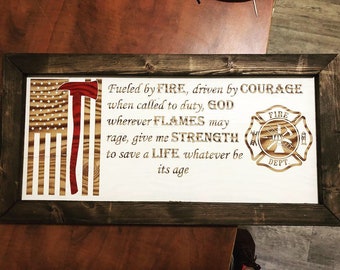 Fueled by FIRE, driven by COURAGE
when called to duty, GOD
wherever FLAMES may
rage, give me STRENGTH
to save a LIFE whatever be
its age
FIRE
DEPT.